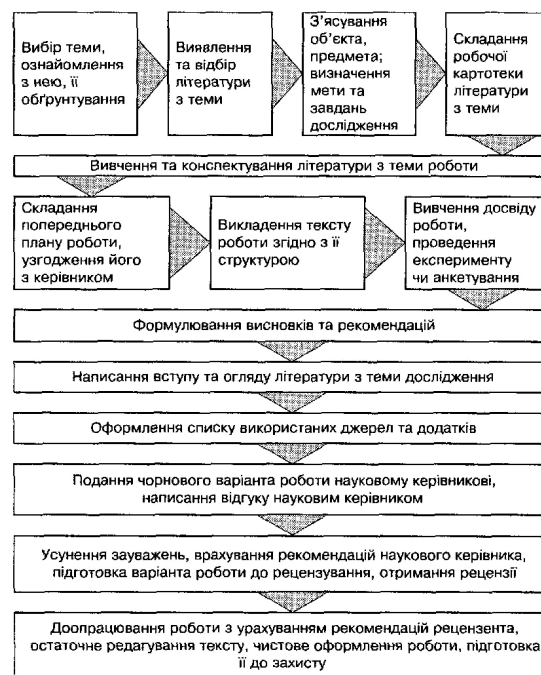 Вибір теми,
ознайомлення
з нею, її
обґрунтування
Виявлення
та відбір
літератури
з теми
З’ясування
об’єкта,
предмета;
визначення
мети та
завдань
дослідження
Складання
робочої
картотеки
літератури
з теми
Вивчення та конспектування літератури з теми роботи
Складання
попереднього
плану роботи,
узгодження його
з керівником
Викладення тексту
роботи згідно з її
структурою
Вивчення досвіду
роботи,
проведення
експерименту
чи анкетування
Формулювання висновків та рекомендацій
Написання вступу та огляду літератури з теми дослідження
Оформлення списку використаних джерел та додатків
Подання чорнового варіанта роботи науковому керівникові,
написання відгуку науковим керівником
Усунення зауважень, врахування рекомендацій наукового керівника,
підготовка варіанта роботи до рецензування, отримання рецензії
Доопрацювання роботи з урахуванням рекомендацій рецензента,
остаточне редагування тексту, чистове оформлення роботи, підготовка
її до захисту